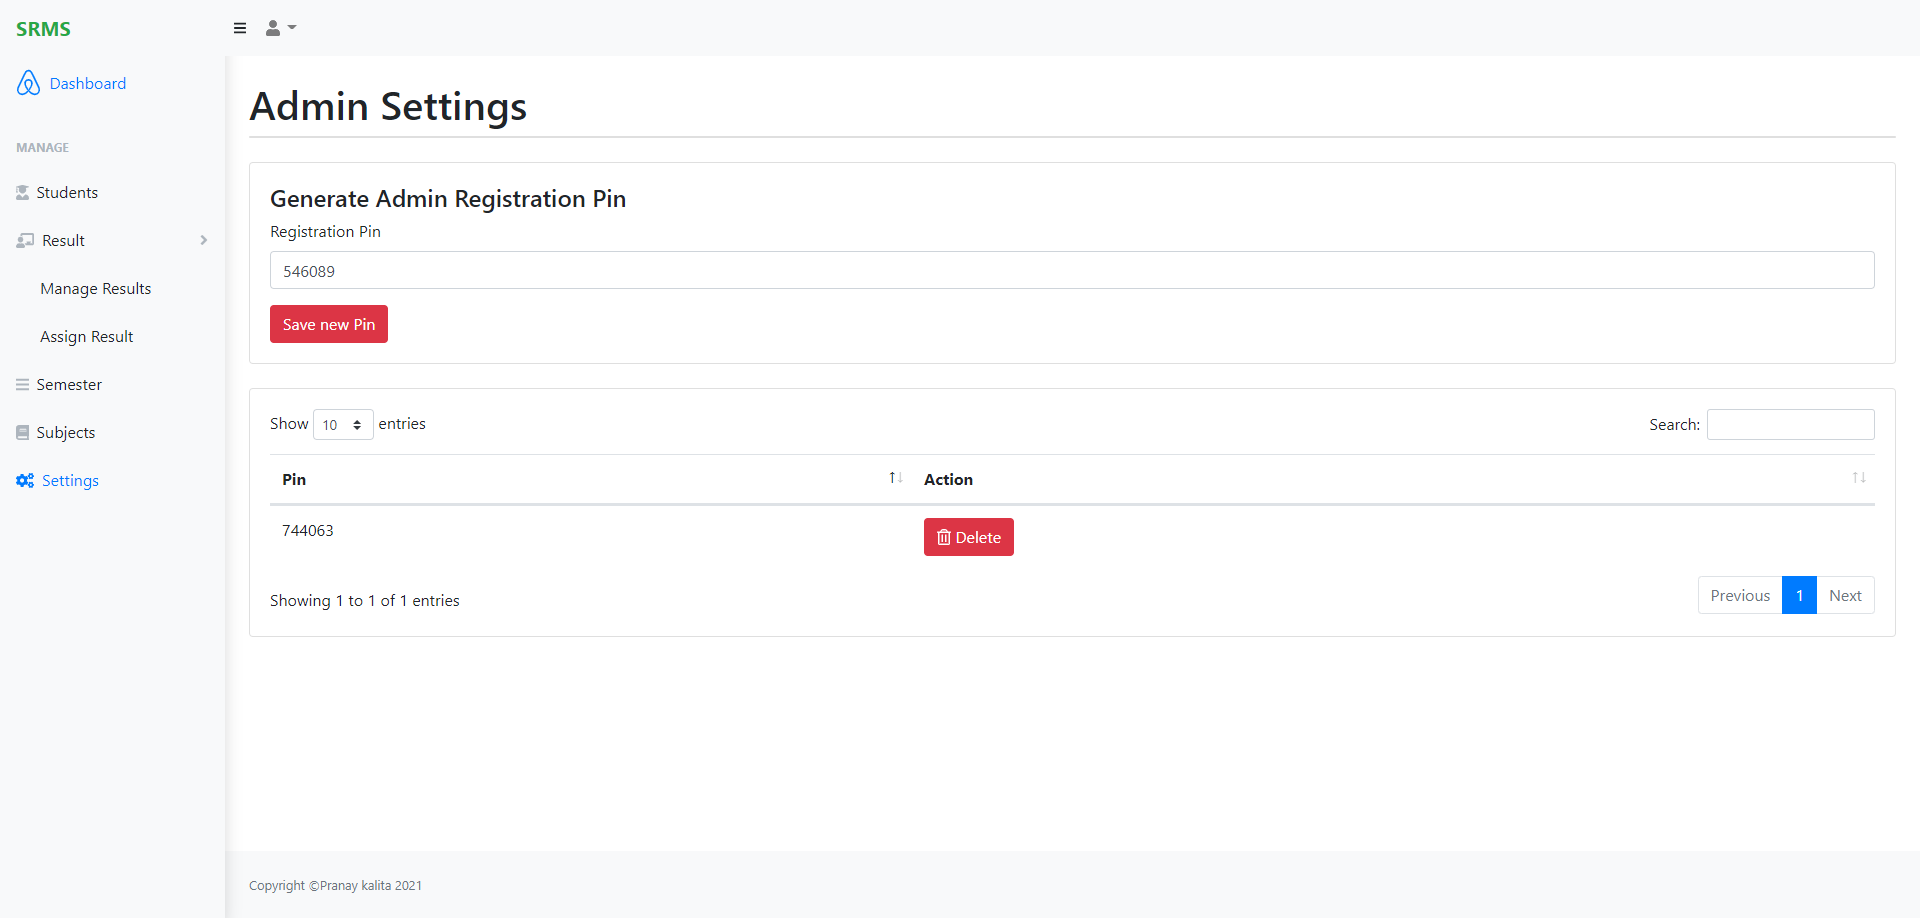 SRMS
Dashboard
MANAGE
Students
Result
Manage Results
Assign Result
Semester
Subjects
Settings
Admin Settings
Generate Admin Registration Pin
Registration Pin
546089
Save new Pin
Show 10 entries
Search:
Pin Action
744063 Delete
Showing 1 to 1 of 1 entries
Previous 1 Next
Copyright ©Pranay kalita 2021